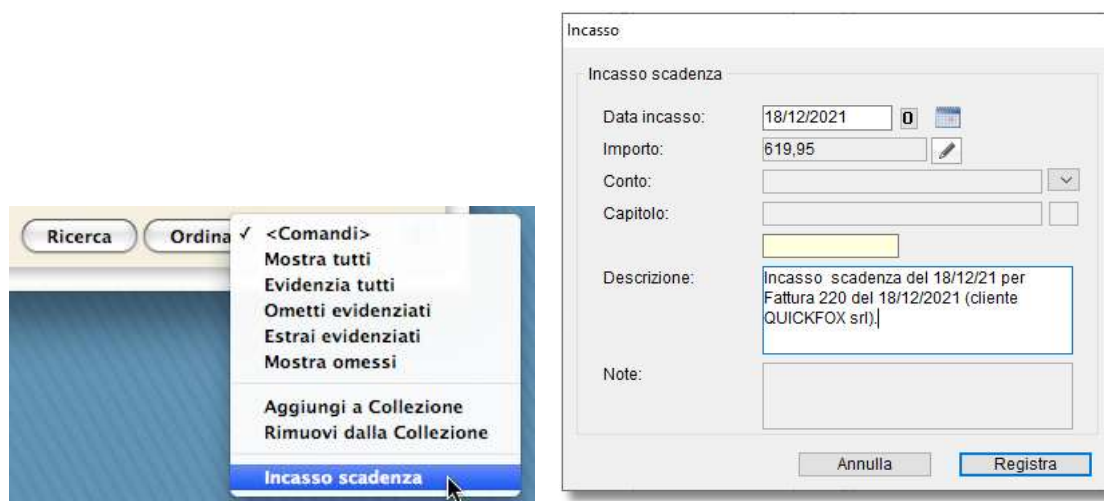 Ricerca
Ordina
✓ <Comandi>
Mostra tutti
Evidenzia tutti
Ometti evidenziati
Estrai evidenziati
Mostra omessi
Aggiungi a Collezione
Rimuovi dalla Collezione
Incasso scadenza
Incasso
Incasso scadenza
Data incasso: 18/12/2021 0
Importo: 619,95
Conto:
Capitolo:
Descrizione: Incasso scadenza del 18/12/21 per
Fattura 220 del 18/12/2021 (cliente
QUICKFOX srl).
Note:
Annulla Registra